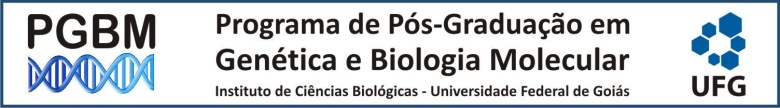 PGBM
Programa de Pós-Graduação em
Genética e Biologia Molecular
Instituto de Ciências Biológicas - Universidade Federal de Goiás
UFG